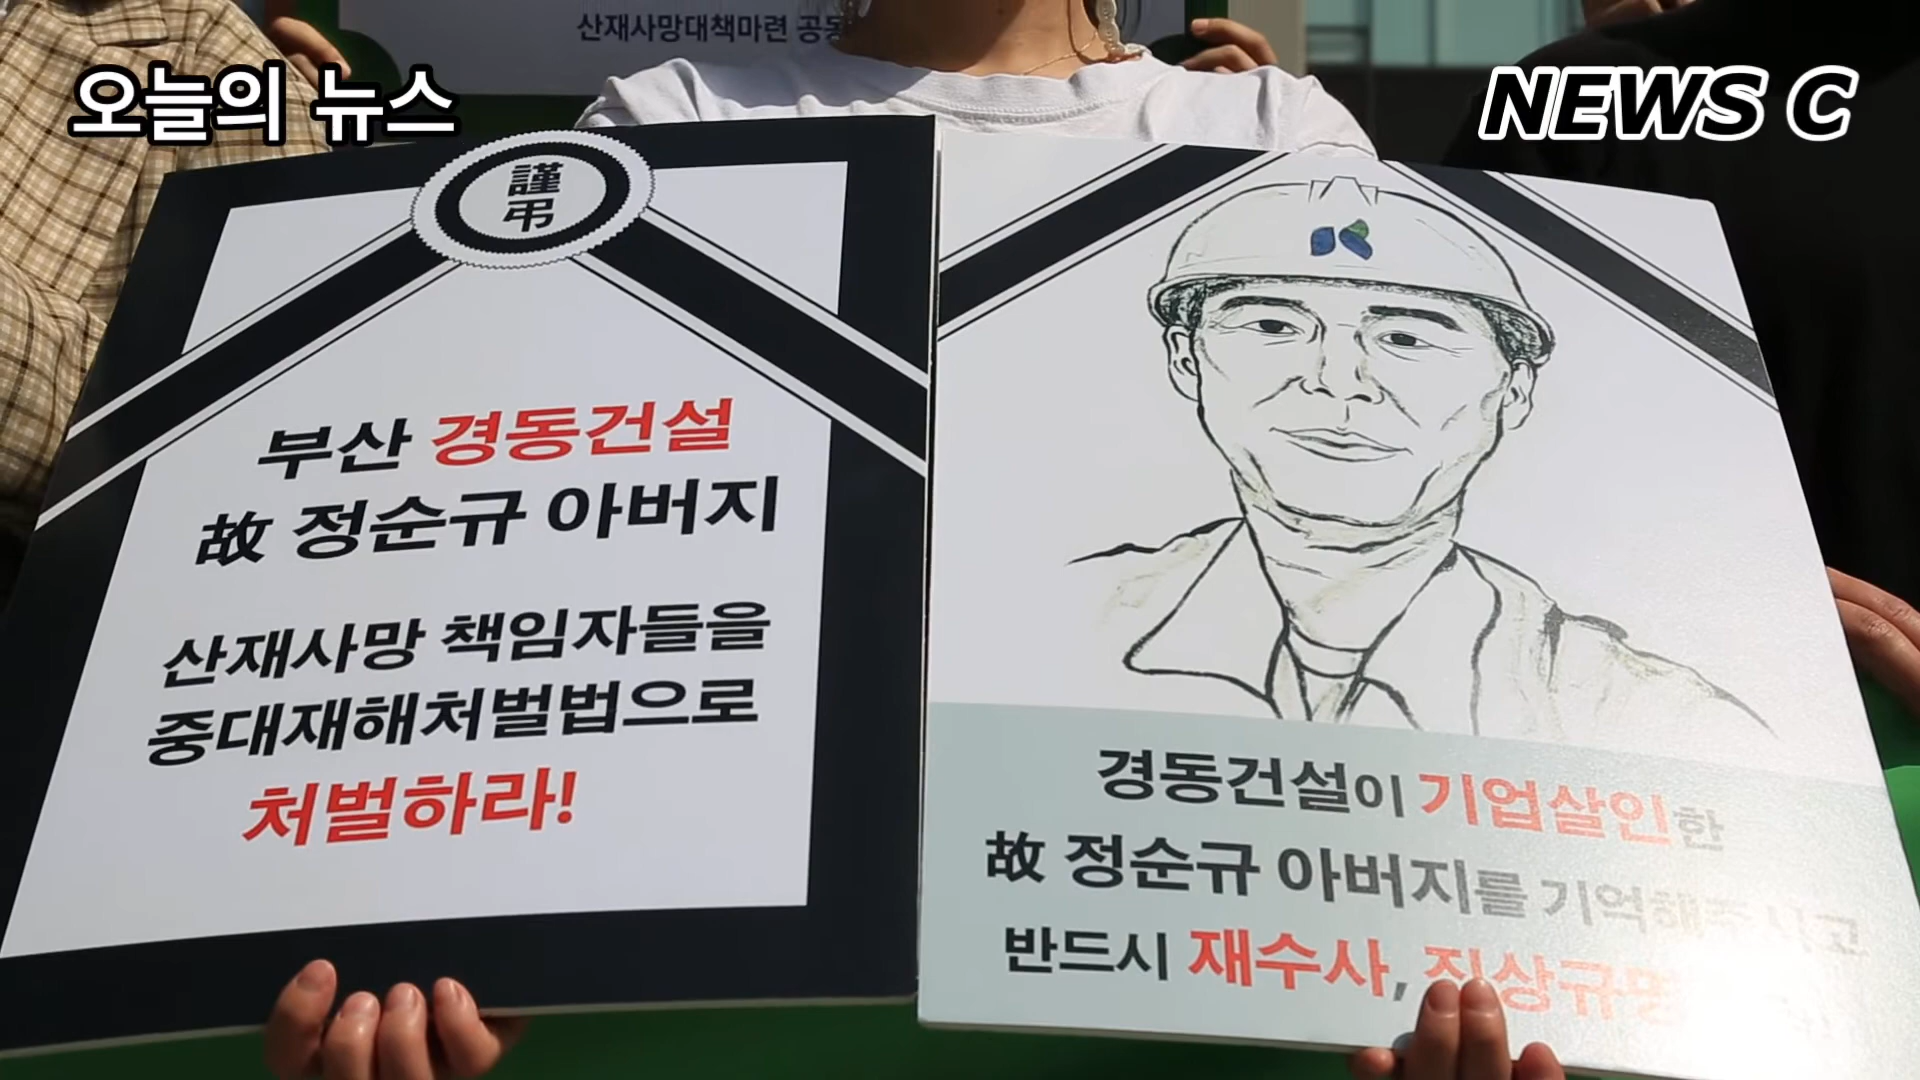 산재사망대책마련 공동
오늘의 뉴스
NEWS C
謹
弔
부산 경동건설
故 정순규 아버지
산재사망 책임자들을
중대재해처벌법으로
처벌하라!
경동건설이 기업살인한
故 정순규 아버지를
반드시 재수사, 진상규명